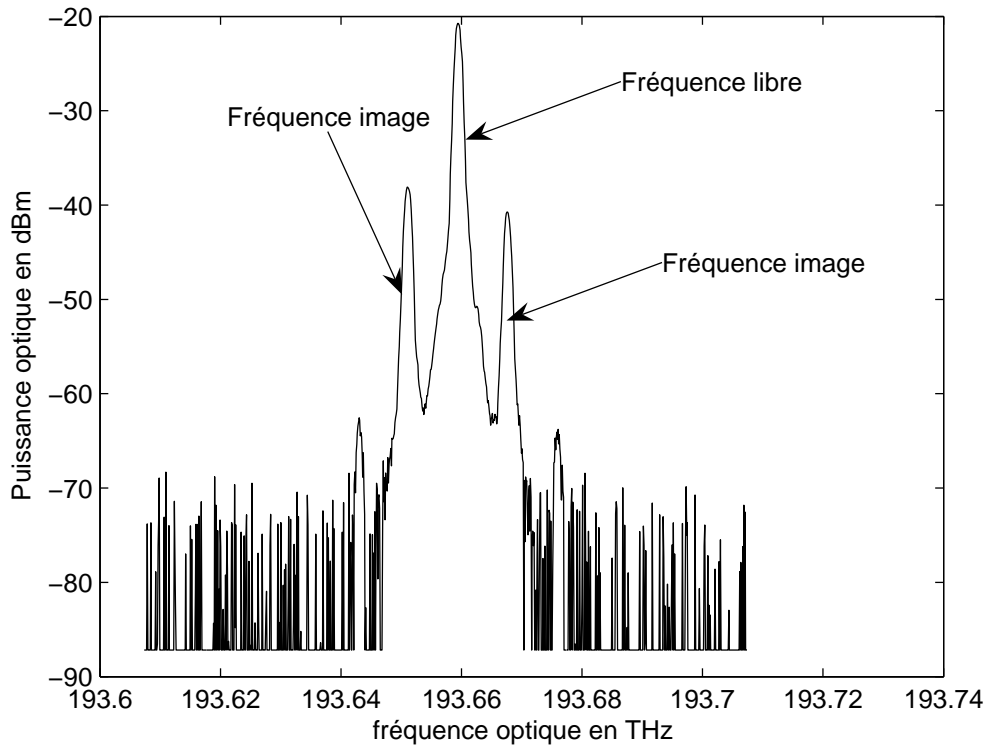 −20
−30
−40
−50
−60
−70
−80
−90
Puissance optique en dBm
Fréquence image
Fréquence libre
Fréquence image
193.6 193.62 193.64 193.66 193.68 193.7 193.72 193.74
fréquence optique en THz